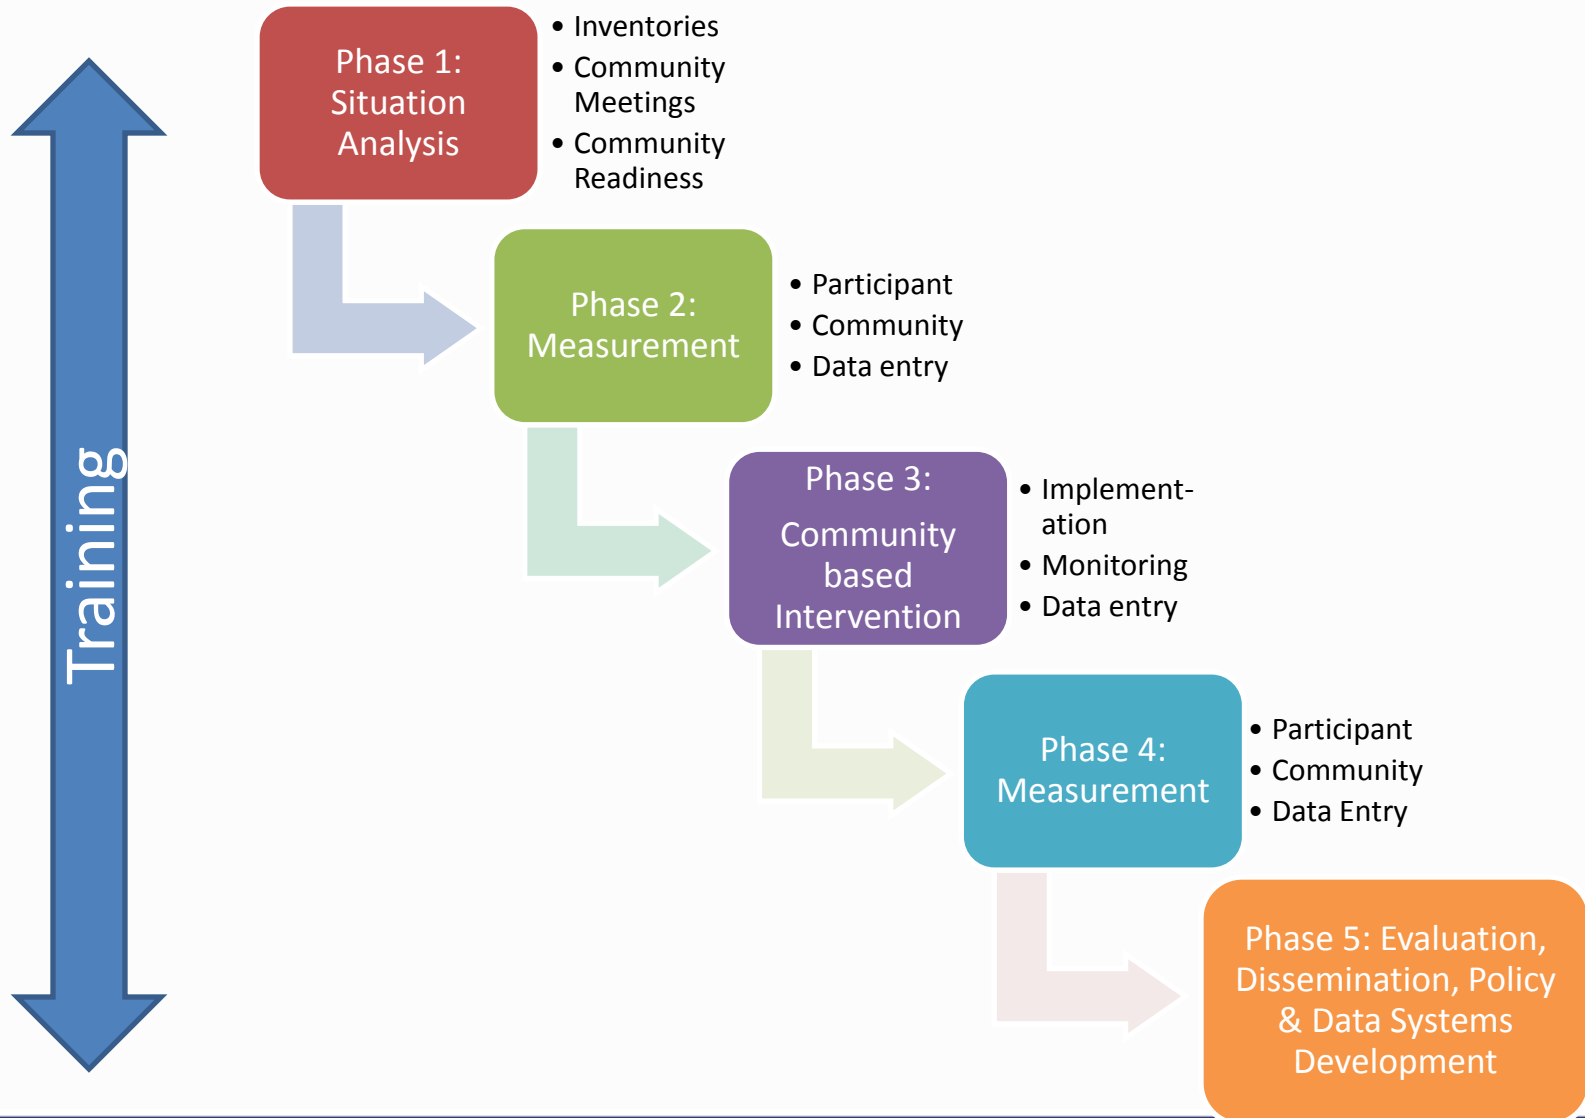 Training
Phase 1:
Situation
Analysis
• Inventories
• Community
Meetings
• Community
Readiness
Phase 2:
Measurement
• Participant
• Community
• Data entry
Phase 3:
Community
based
Intervention
• Implement-
ation
• Monitoring
• Data entry
Phase 4:
Measurement
• Participant
• Community
• Data Entry
Phase 5: Evaluation,
Dissemination, Policy
& Data Systems
Development